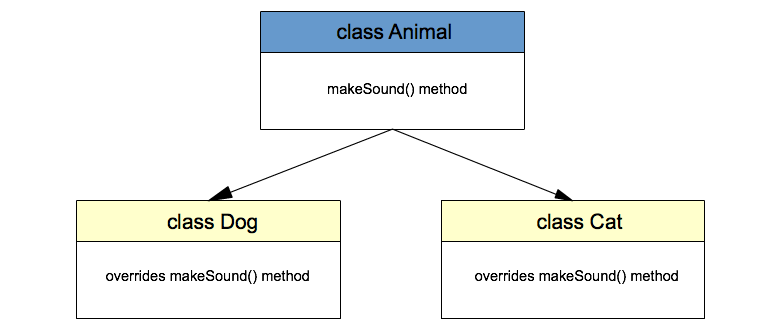 class Animal
makeSound() method
class Dog
overrides makeSound() method
class Cat
overrides makeSound() method